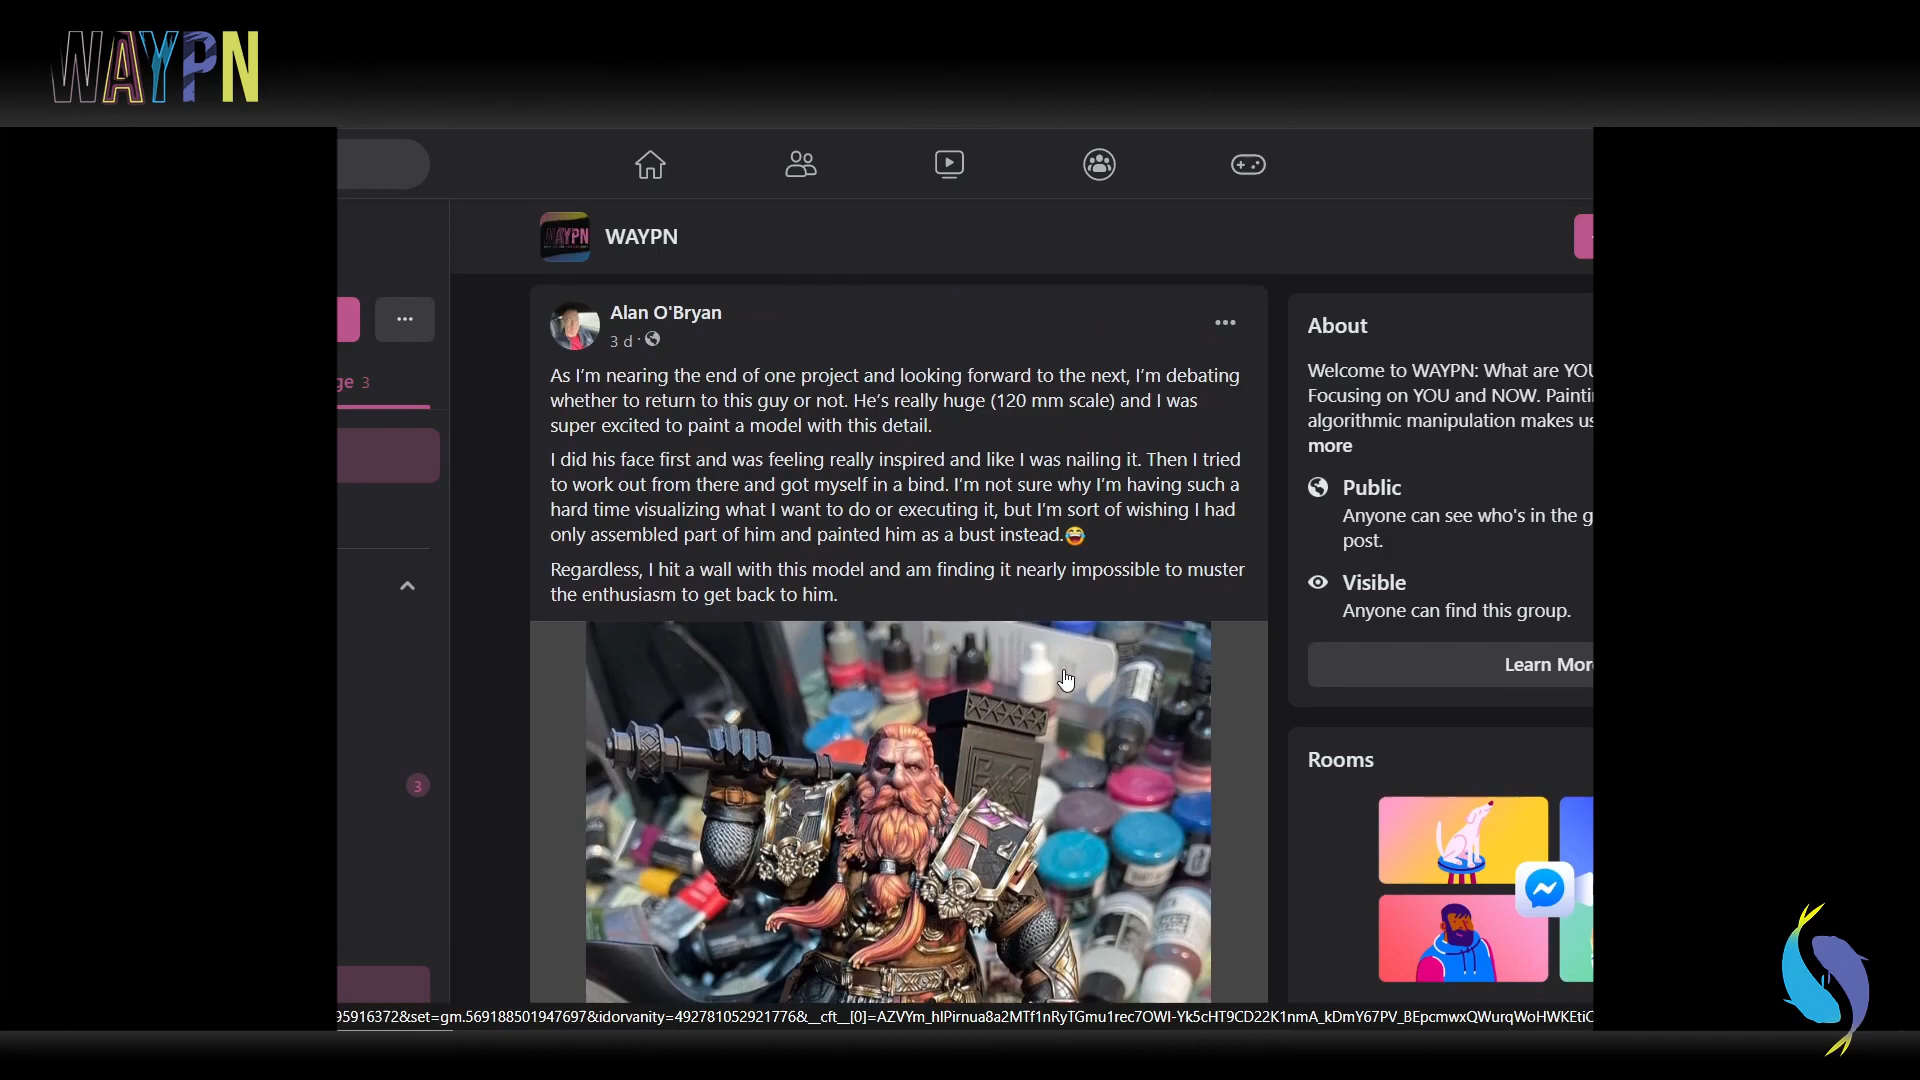 WAYPN
WAYPN
WAYPN
Alan O'Bryan
3 d ·
As I'm nearing the end of one project and looking forward to the next, I'm debating
whether to return to this guy or not. He's really huge (120 mm scale) and I was
super excited to paint a model with this detail.
I did his face first and was feeling really inspired and like I was nailing it. Then I tried
to work out from there and got myself in a bind. I'm not sure why I'm having such a
hard time visualizing what I want to do or executing it, but I'm sort of wishing I had
only assembled part of him and painted him as a bust instead.😂
Regardless, I hit a wall with this model and am finding it nearly impossible to muster
the enthusiasm to get back to him.
ge 3
3
About
Welcome to WAYPN: What are YOU
Focusing on YOU and NOW. Painti
algorithmic manipulation makes us
more
Public
Anyone can see who's in the g
post.
Visible
Anyone can find this group.
Learn Mor
Rooms
95916372&set=gm.569188501947697&idorvanity=492781052921776&__cft__[0]=AZVYm_hIPirnua8a2MTf1nRyTGmu1rec7OWI-Yk5cHT9CD22K1nmA_kDmY67PV_BEpcmwxQWurqWoHWKEtiC